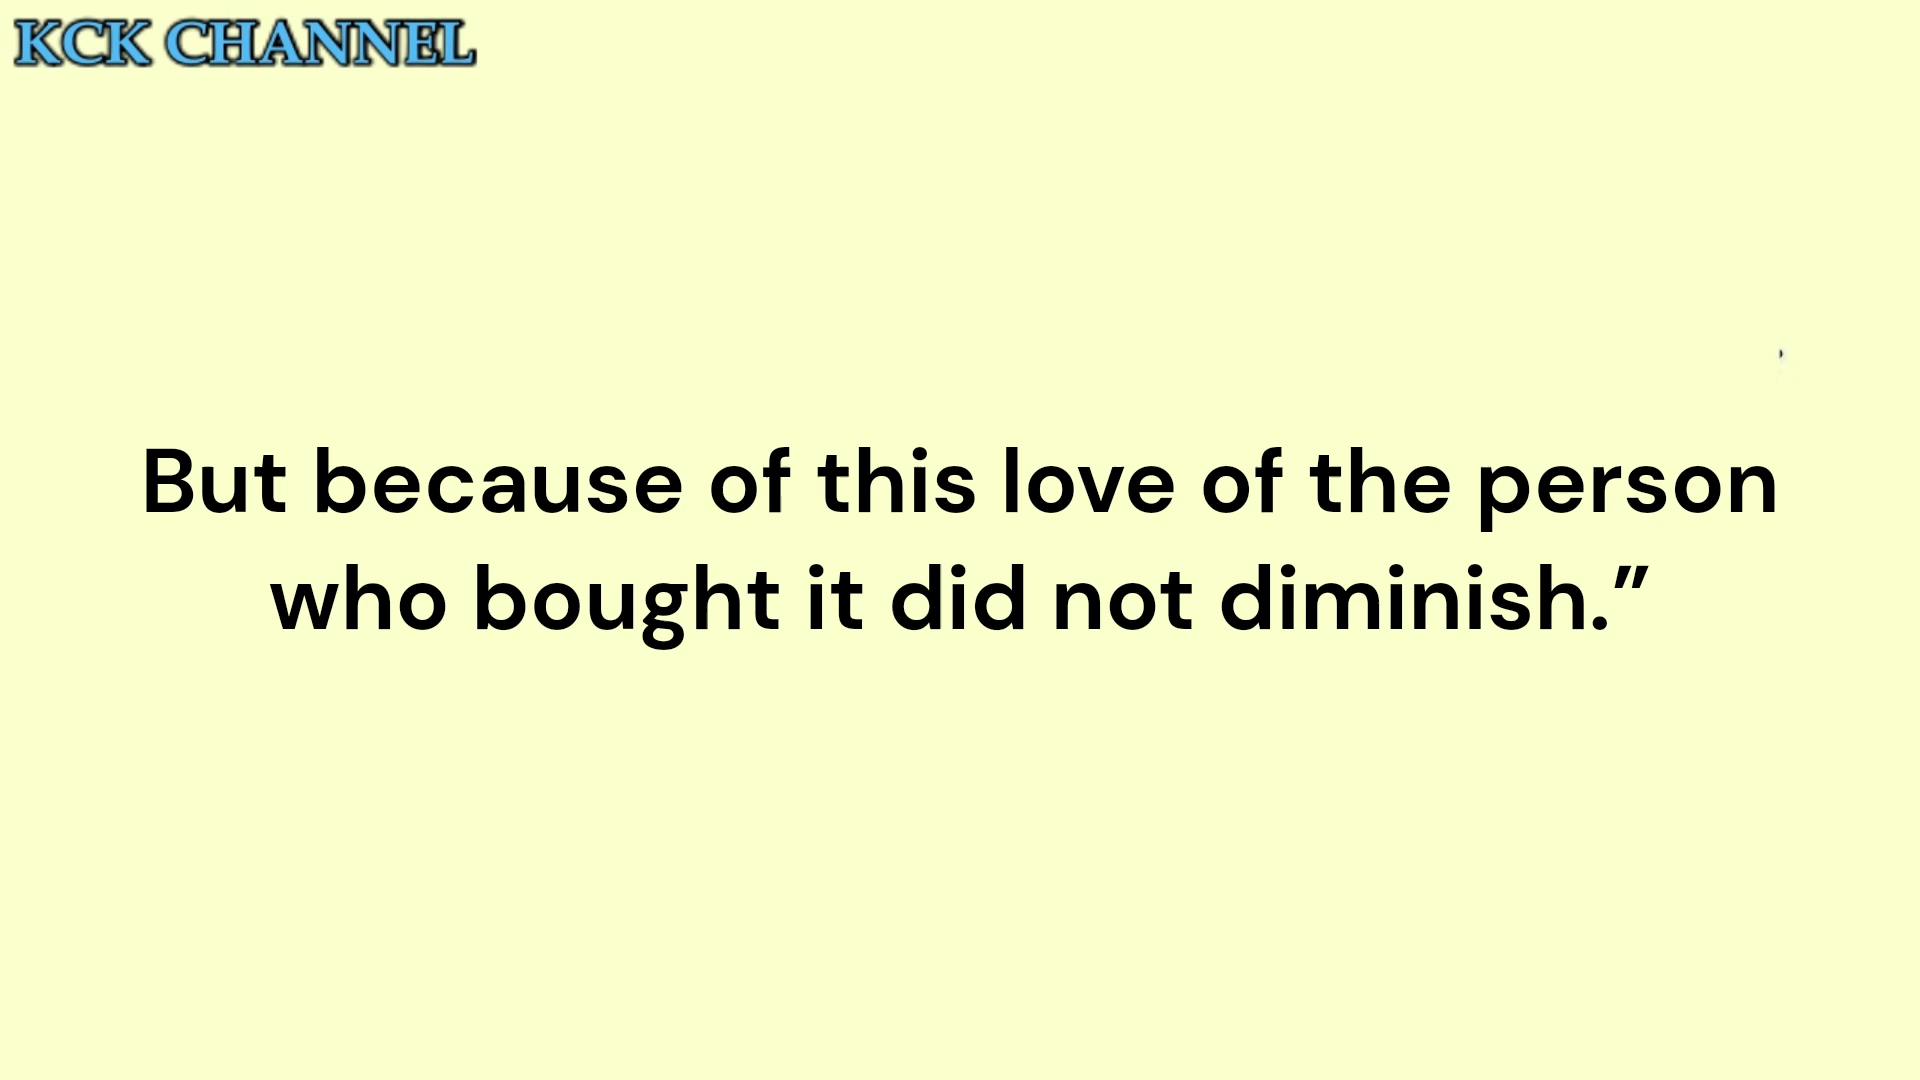 KCK CHANNEL
But because of this love of the person
who bought it did not diminish.”